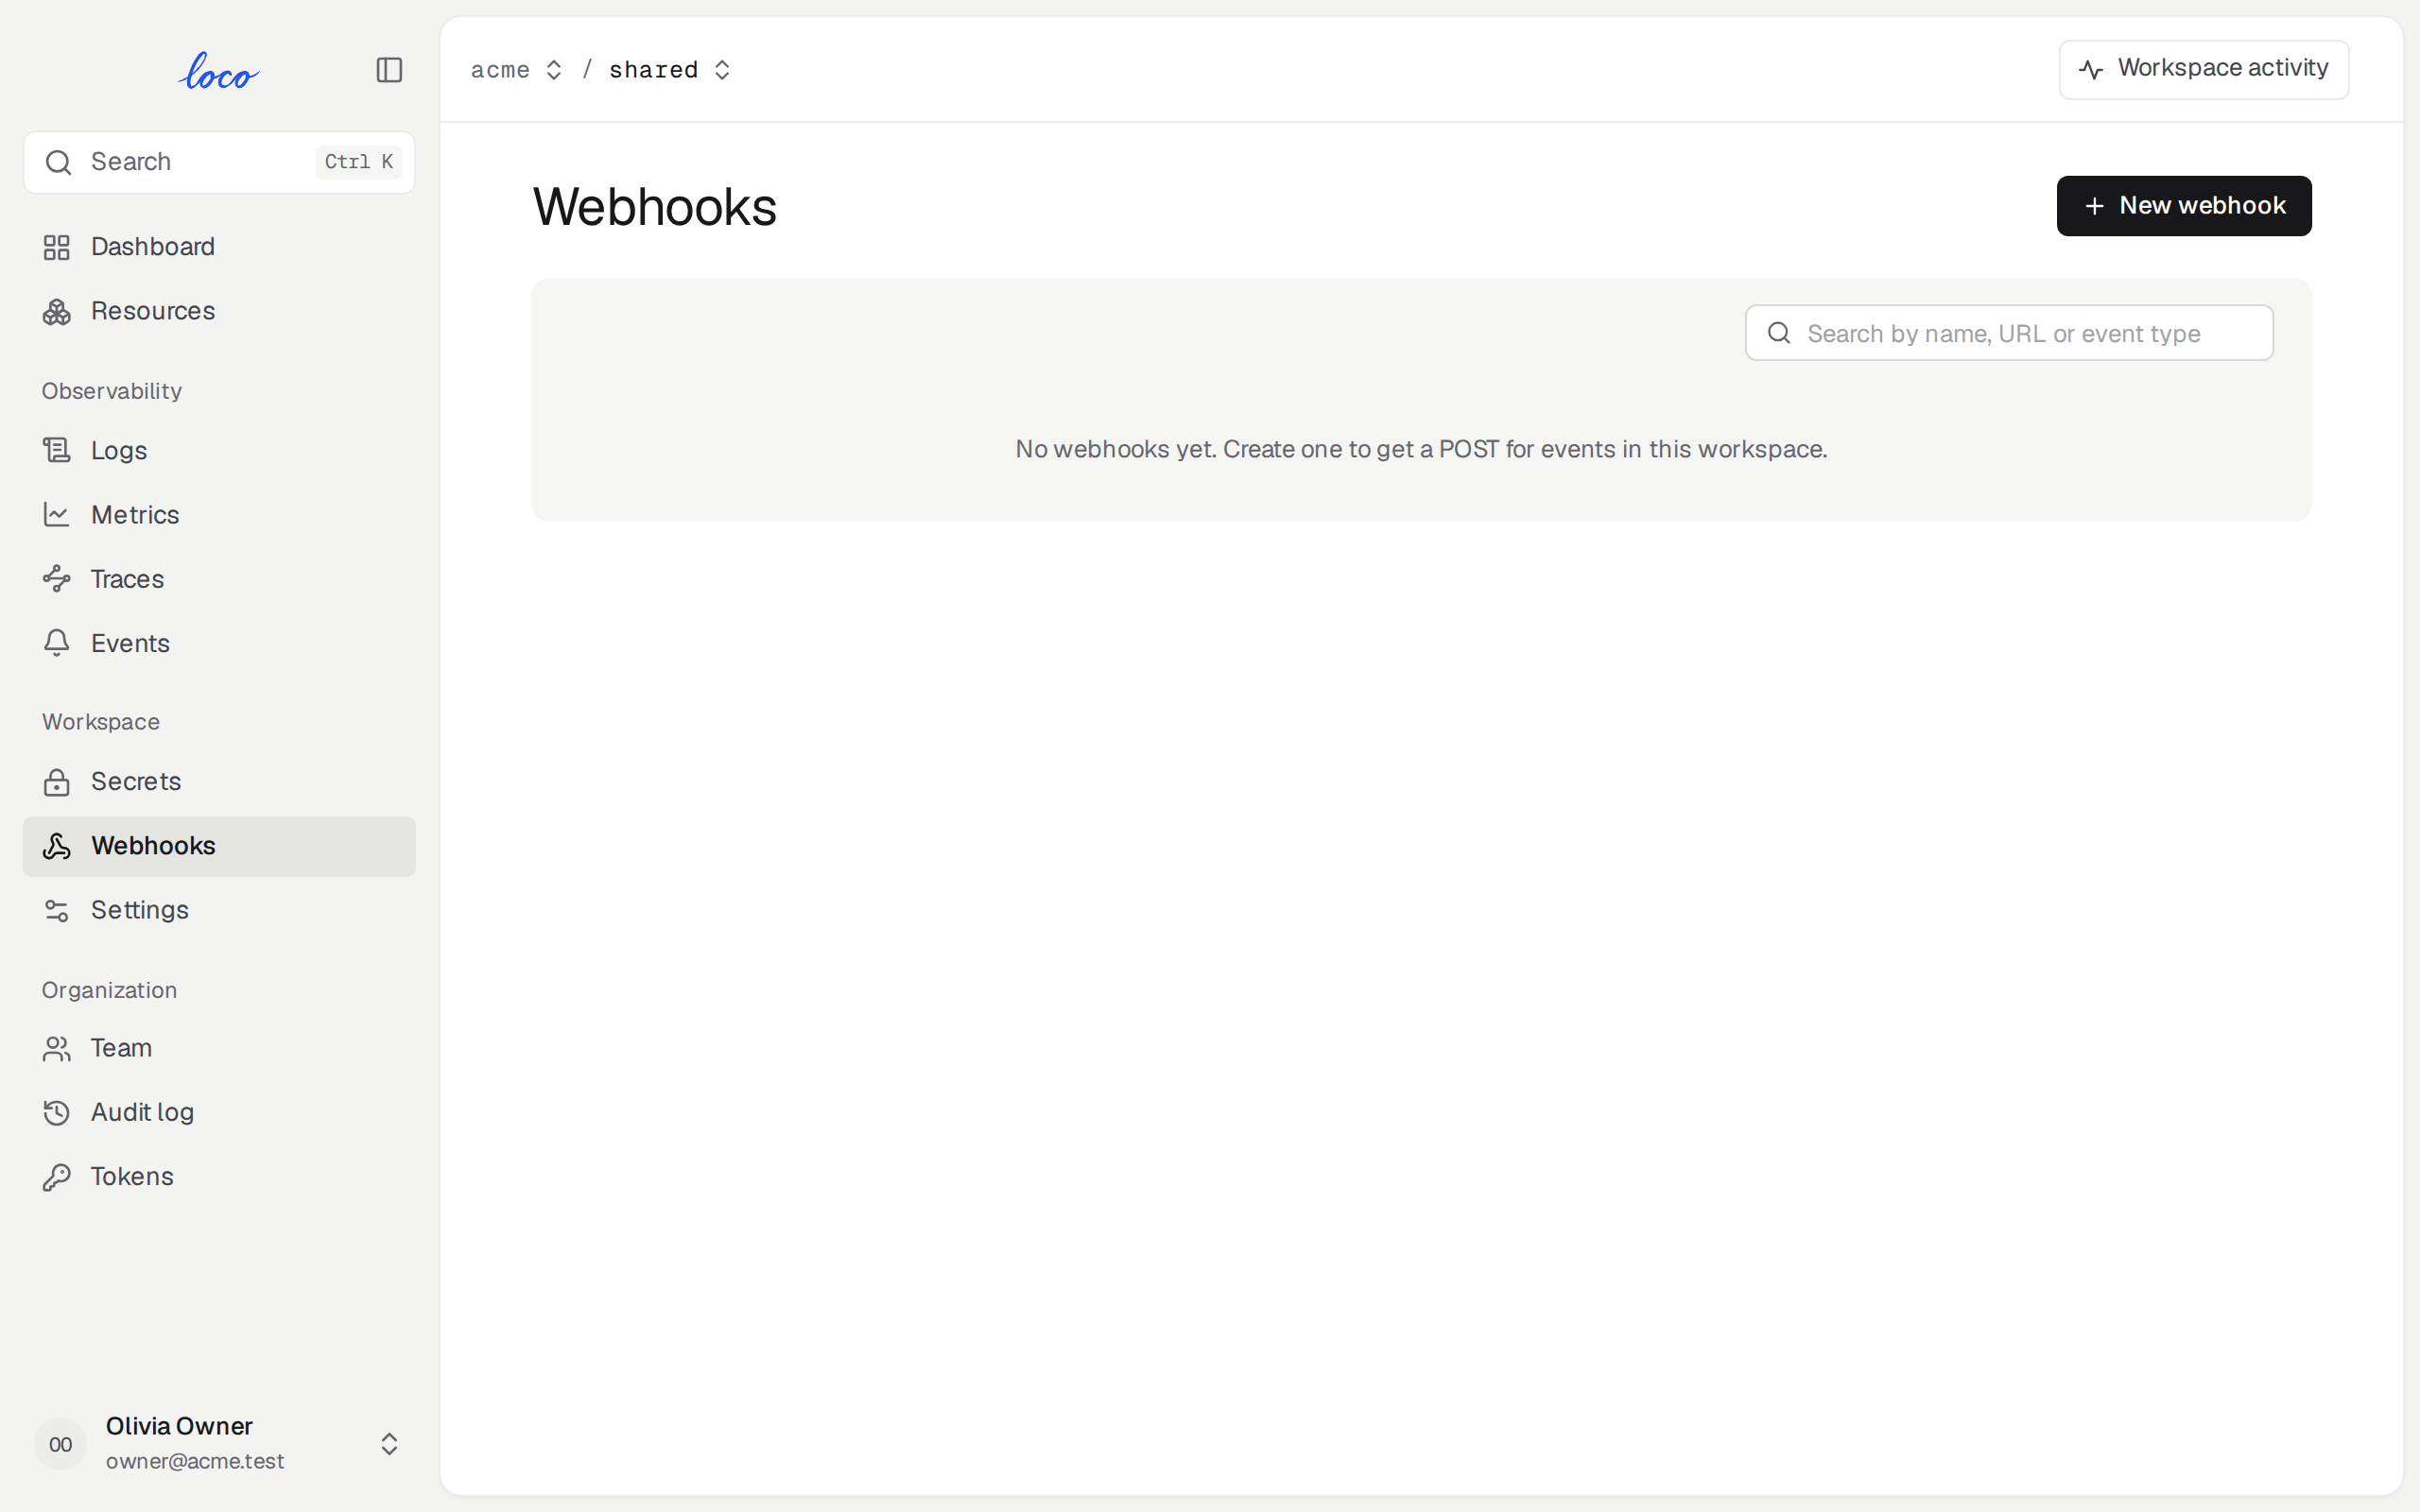 loco
Search Ctrl K
Dashboard
Resources
Observability
Logs
Metrics
Traces
Events
Workspace
Secrets
Webhooks
Settings
Organization
Team
Audit log
Tokens
OO
Olivia Owner
owner@acme.test
acme / shared
Workspace activity
Webhooks
New webhook
Search by name, URL or event type
No webhooks yet. Create one to get a POST for events in this workspace.